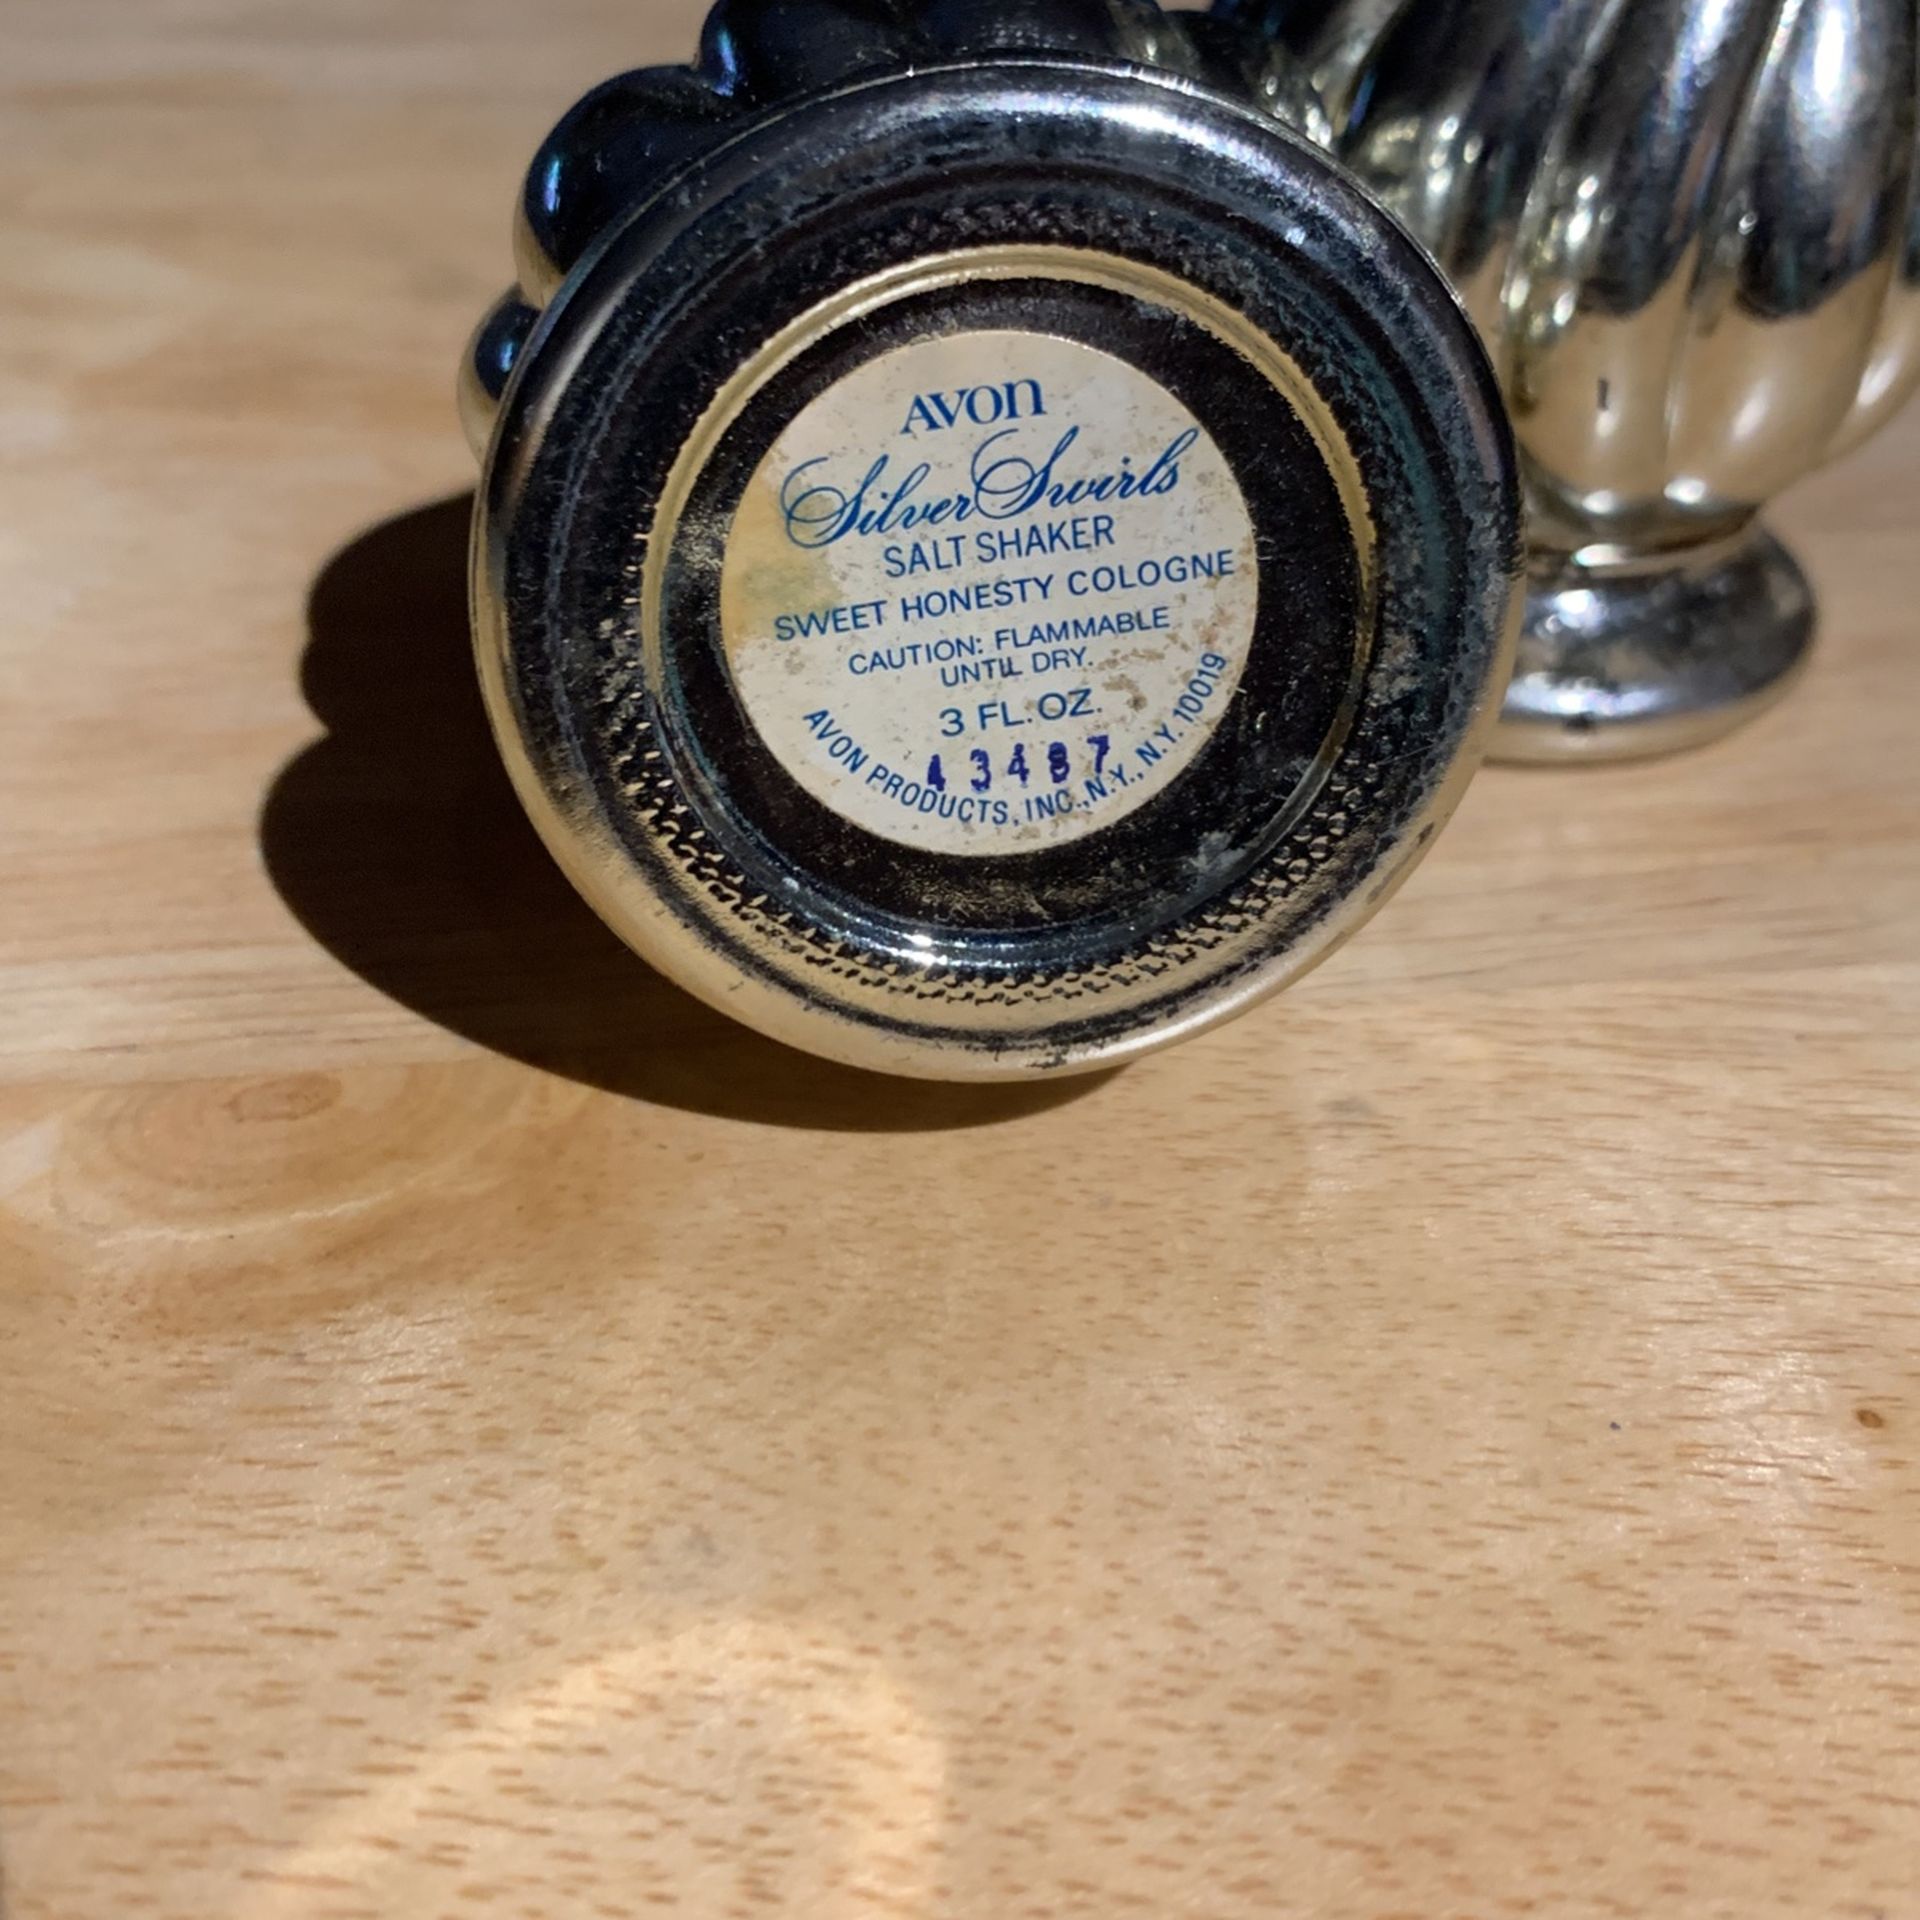 AVON
Silver Swirls
SALT SHAKER
SWEET HONESTY COLOGNE
CAUTION: FLAMMABLE
UNTIL DRY.
3 FL. OZ.
43487
AVON PRODUCTS, INC., N.Y., N.Y. 10019